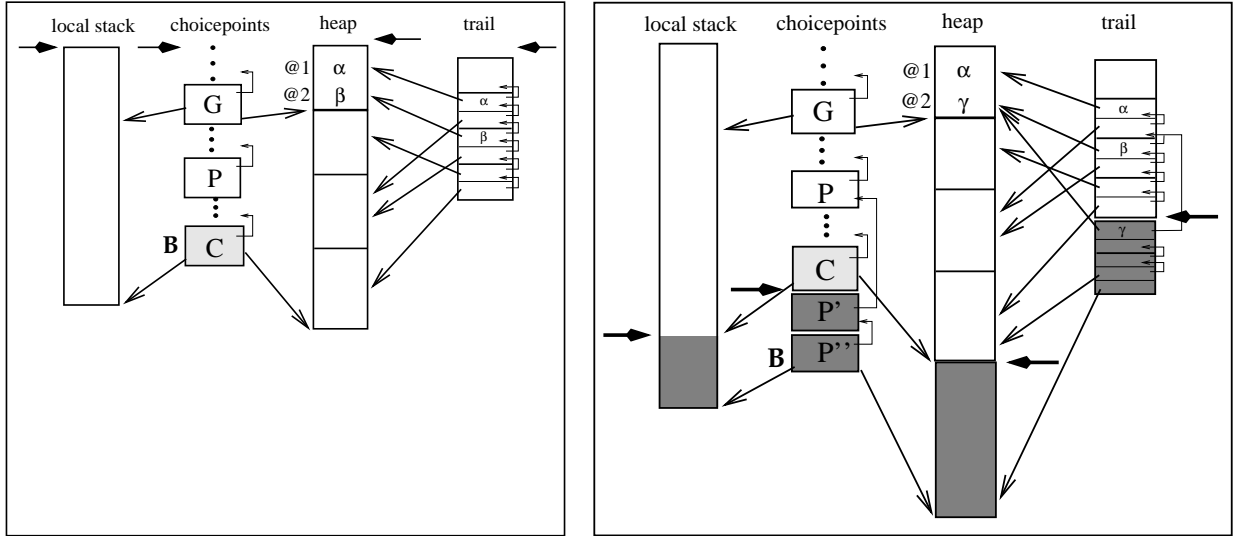 local stack choicepoints heap trail
@1 α
@2 β
α
β
G
P
B C
local stack choicepoints heap trail
@1 α
@2 γ
α
β
γ
G
P
C
P'
B P''